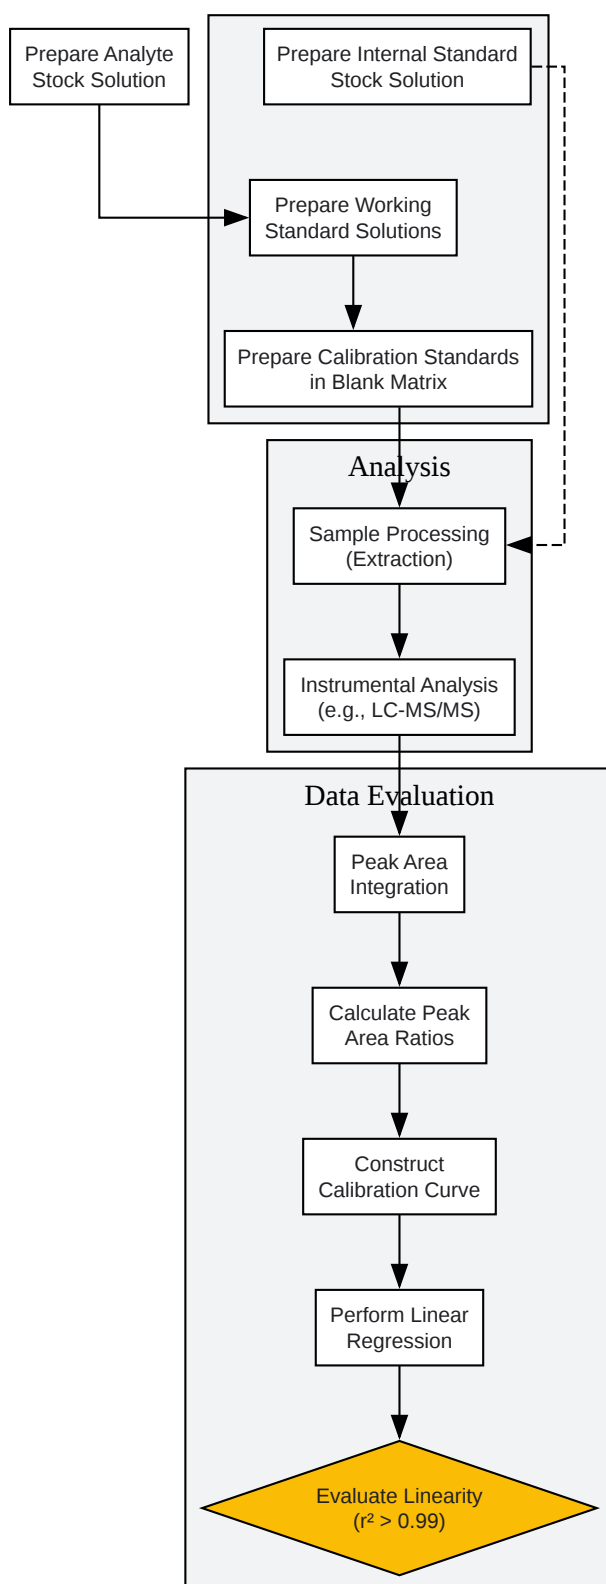 Prepare Analyte
Stock Solution
Prepare Internal Standard
Stock Solution
Prepare Working
Standard Solutions
Prepare Calibration Standards
in Blank Matrix
Analysis
Sample Processing
(Extraction)
Instrumental Analysis
(e.g., LC-MS/MS)
Data Evaluation
Peak Area
Integration
Calculate Peak
Area Ratios
Construct
Calibration Curve
Perform Linear
Regression
Evaluate Linearity
(r² > 0.99)